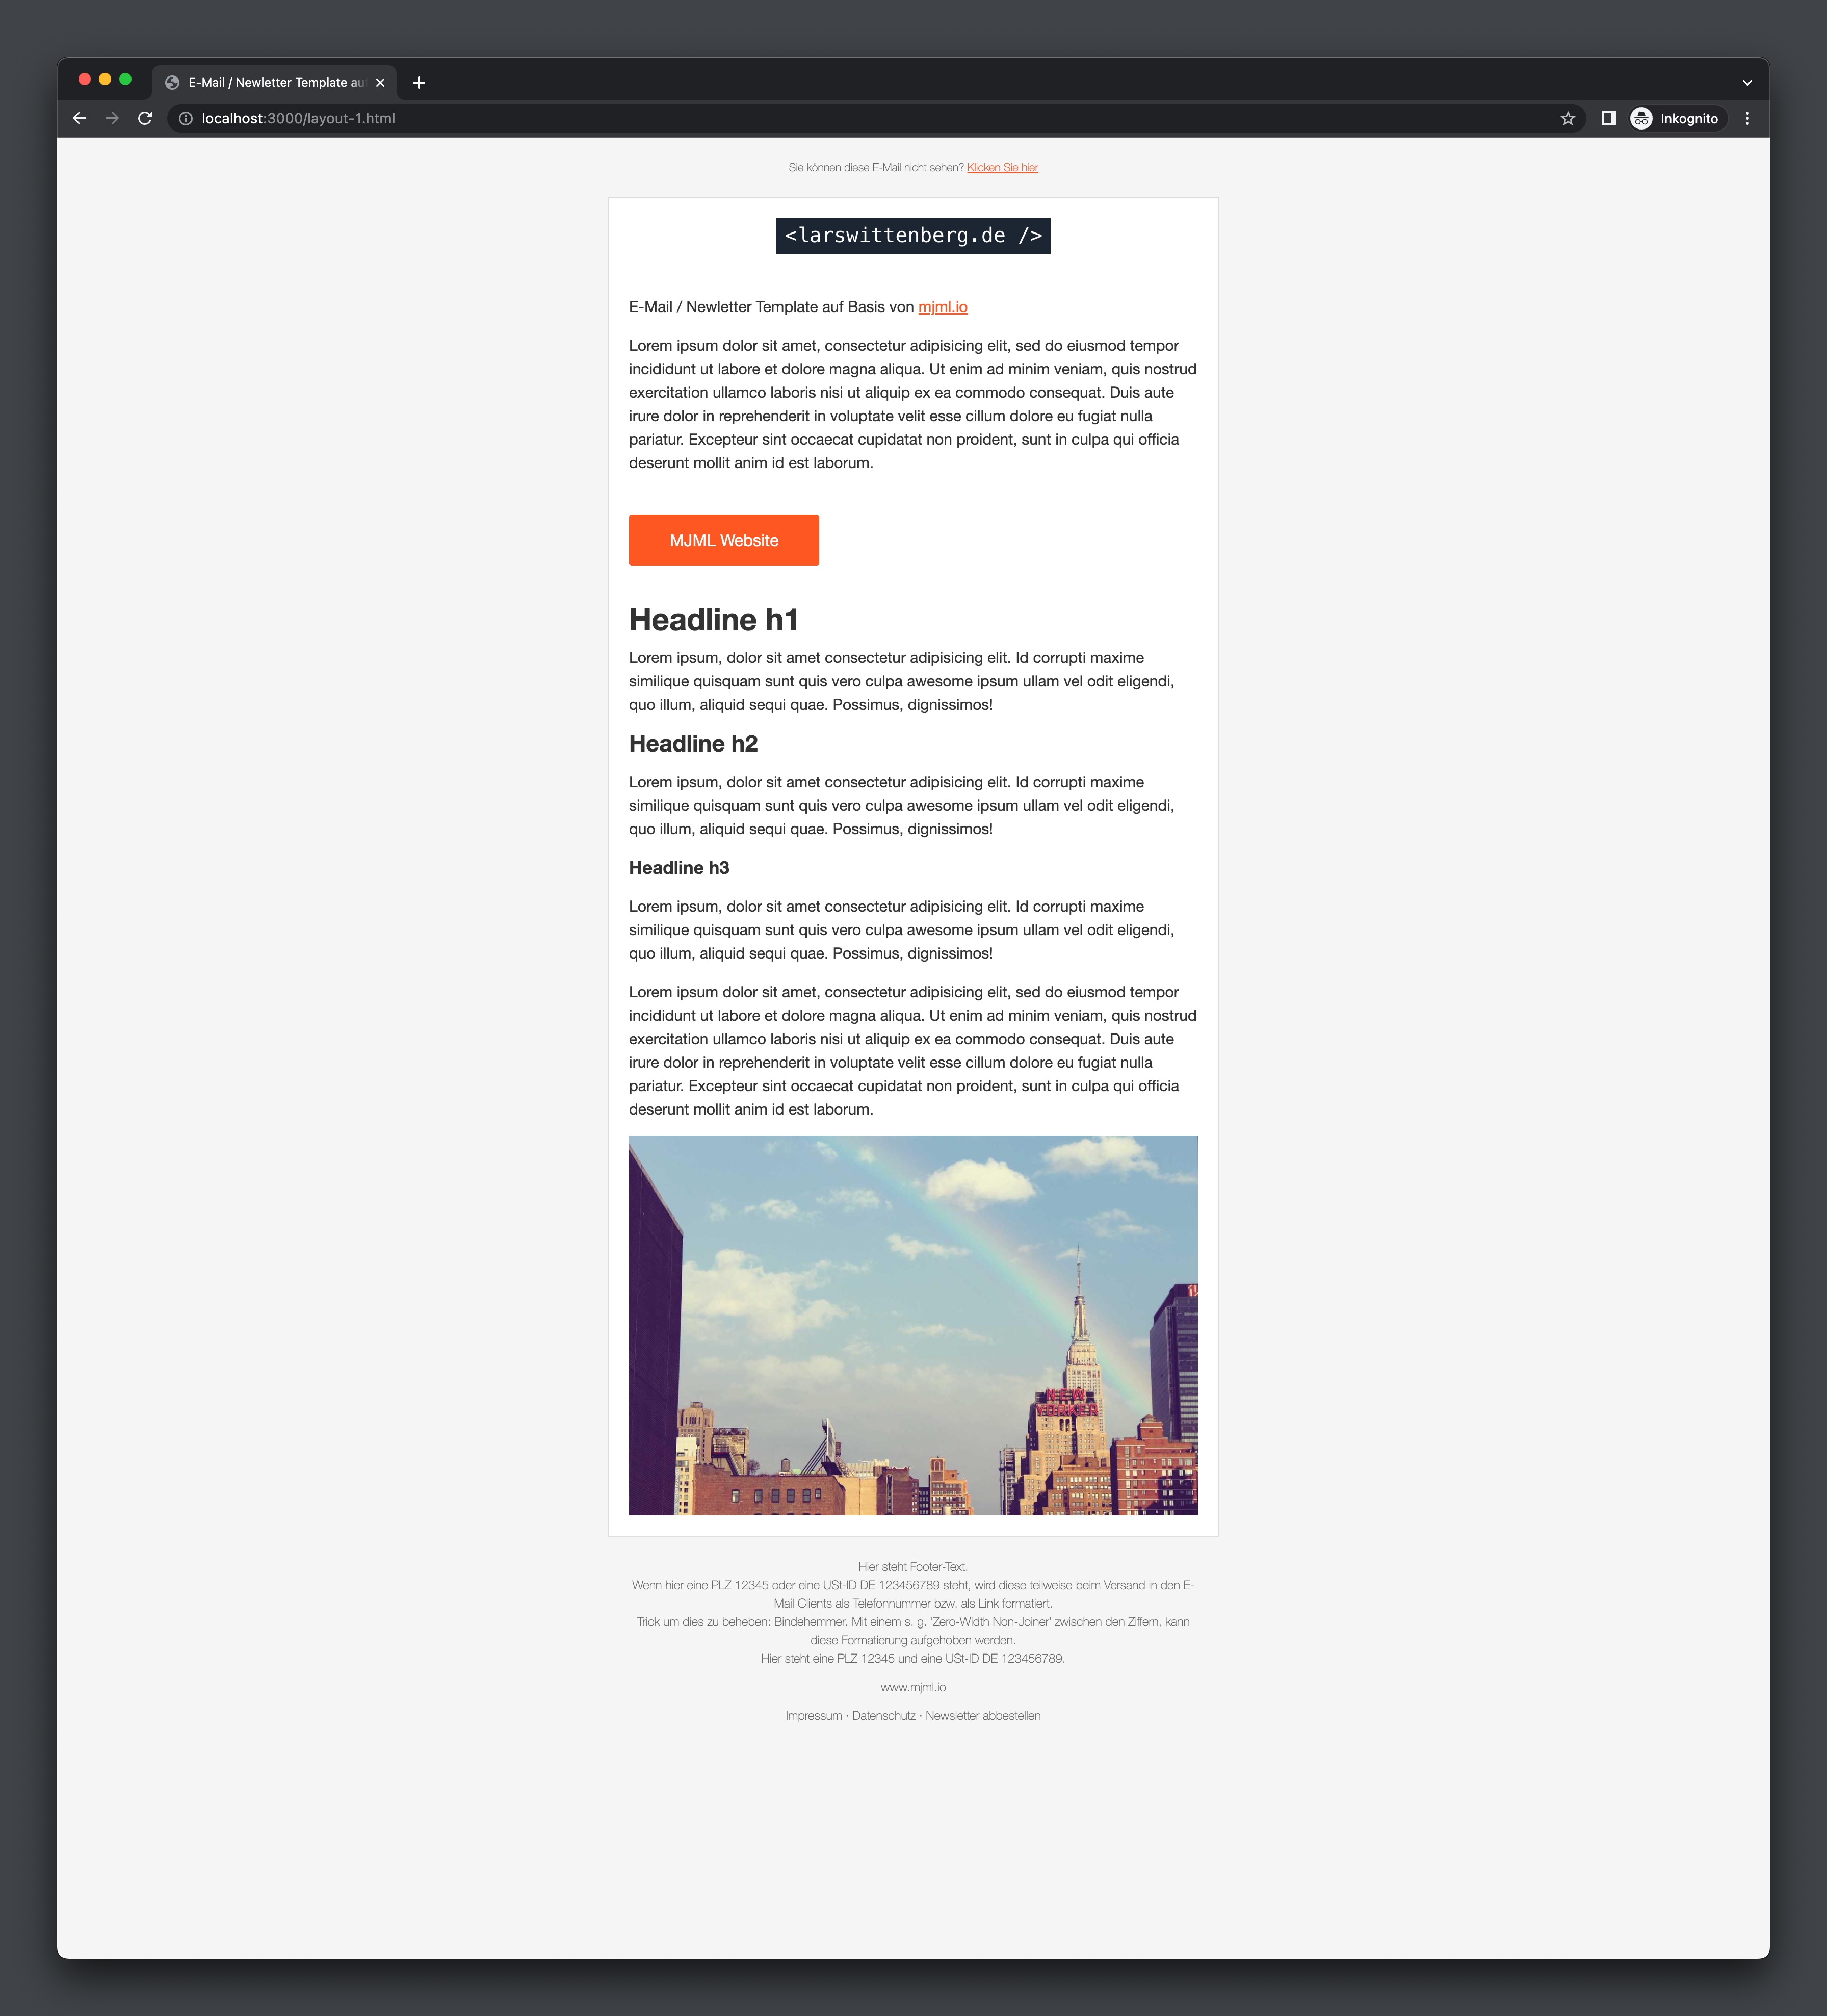 E-Mail / Newletter Template au
localhost:3000/layout-1.html
Inkognito
Sie können diese E-Mail nicht sehen? Klicken Sie hier
<larswittenberg.de />
E-Mail / Newletter Template auf Basis von mjml.io
Lorem ipsum dolor sit amet, consectetur adipisicing elit, sed do eiusmod tempor
incididunt ut labore et dolore magna aliqua. Ut enim ad minim veniam, quis nostrud
exercitation ullamco laboris nisi ut aliquip ex ea commodo consequat. Duis aute
irure dolor in reprehenderit in voluptate velit esse cillum dolore eu fugiat nulla
pariatur. Excepteur sint occaecat cupidatat non proident, sunt in culpa qui officia
deserunt mollit anim id est laborum.
MJML Website
Headline h1
Lorem ipsum, dolor sit amet consectetur adipisicing elit. Id corrupti maxime
similique quisquam sunt quis vero culpa awesome ipsum ullam vel odit eligendi,
quo illum, aliquid sequi quae. Possimus, dignissimos!
Headline h2
Lorem ipsum, dolor sit amet consectetur adipisicing elit. Id corrupti maxime
similique quisquam sunt quis vero culpa awesome ipsum ullam vel odit eligendi,
quo illum, aliquid sequi quae. Possimus, dignissimos!
Headline h3
Lorem ipsum, dolor sit amet consectetur adipisicing elit. Id corrupti maxime
similique quisquam sunt quis vero culpa awesome ipsum ullam vel odit eligendi,
quo illum, aliquid sequi quae. Possimus, dignissimos!
Lorem ipsum dolor sit amet, consectetur adipisicing elit, sed do eiusmod tempor
incididunt ut labore et dolore magna aliqua. Ut enim ad minim veniam, quis nostrud
exercitation ullamco laboris nisi ut aliquip ex ea commodo consequat. Duis aute
irure dolor in reprehenderit in voluptate velit esse cillum dolore eu fugiat nulla
pariatur. Excepteur sint occaecat cupidatat non proident, sunt in culpa qui officia
deserunt mollit anim id est laborum.
NEW
YORKER
Hier steht Footer-Text.
Wenn hier eine PLZ 12345 oder eine USt-ID DE 123456789 steht, wird diese teilweise beim Versand in den E-
Mail Clients als Telefonnummer bzw. als Link formatiert.
Trick um dies zu beheben: Bindehemmer. Mit einem s. g. 'Zero-Width Non-Joiner' zwischen den Ziffern, kann
diese Formatierung aufgehoben werden.
Hier steht eine PLZ 12345 und eine USt-ID DE 123456789.
www.mjml.io
Impressum · Datenschutz · Newsletter abbestellen